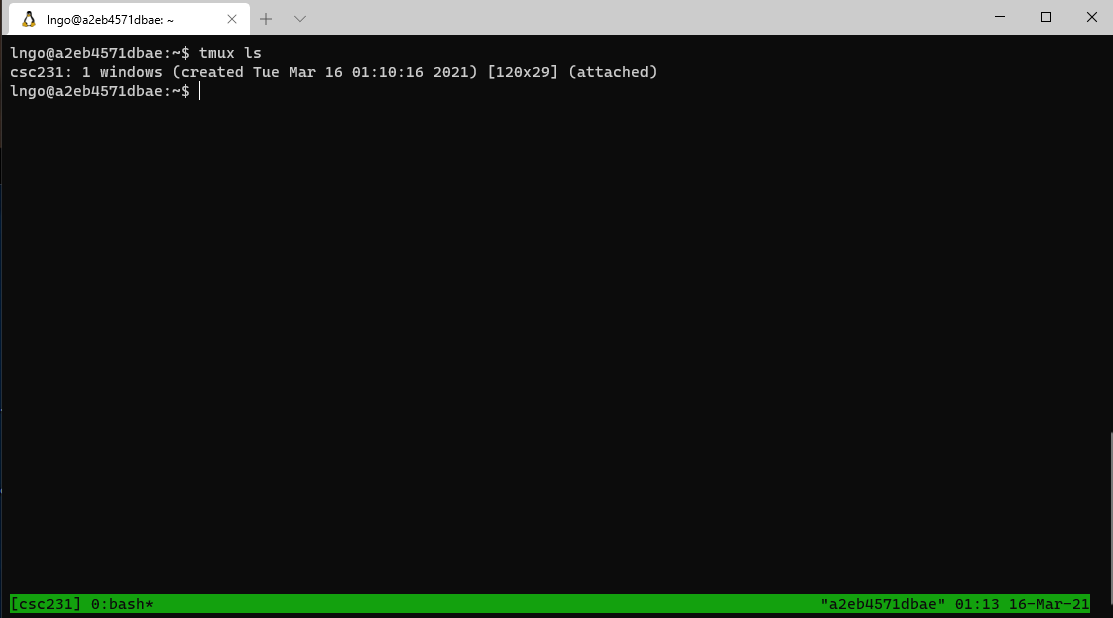 lngo@a2eb4571dbae: ~
lngo@a2eb4571dbae:~$ tmux ls
csc231: 1 windows (created Tue Mar 16 01:10:16 2021) [120x29] (attached)
lngo@a2eb4571dbae:~$
[csc231] 0:bash* "a2eb4571dbae" 01:13 16-Mar-21